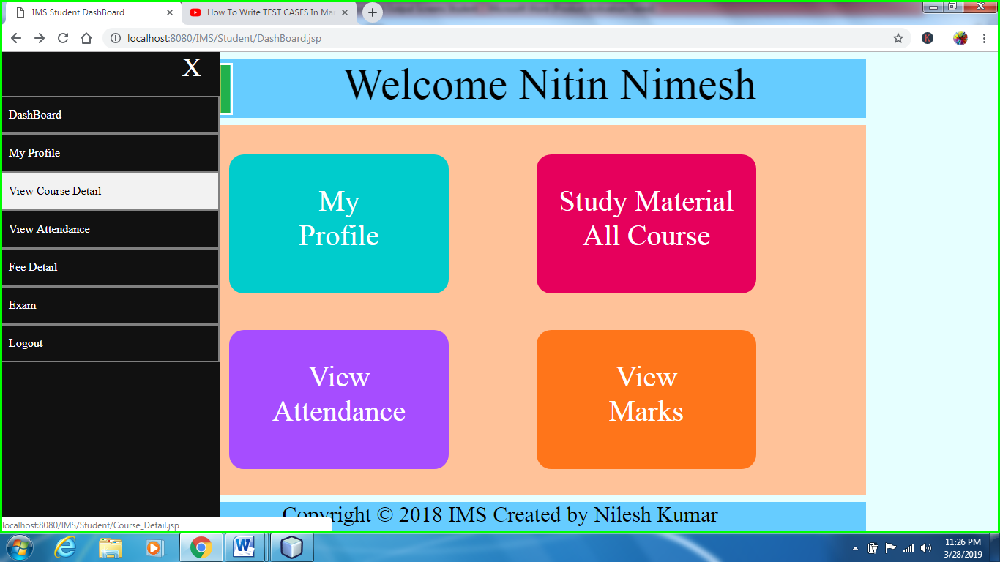 IMS Student DashBoard
How To Write TEST CASES In Ma
localhost:8080/IMS/Student/DashBoard.jsp
K
X
DashBoard
My Profile
View Course Detail
View Attendance
Fee Detail
Exam
Logout
Welcome Nitin Nimesh
My
Profile
Study Material
All Course
View
Attendance
View
Marks
Copyright © 2018 IMS Created by Nilesh Kumar
localhost:8080/IMS/Student/Course_Detail.jsp
11:26 PM
3/28/2019